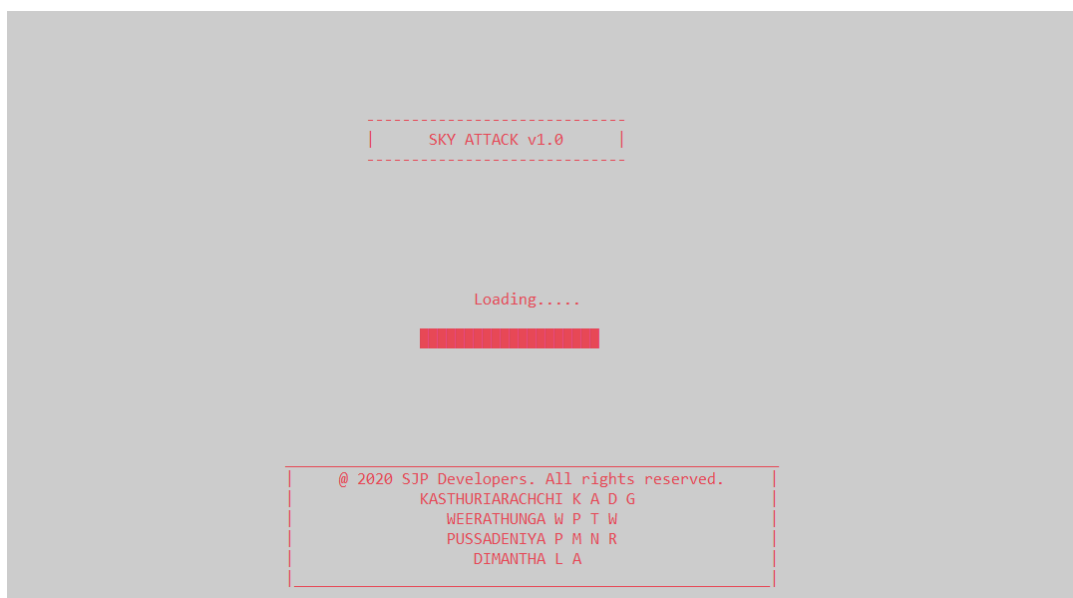 SKY ATTACK v1.0
Loading.....
@ 2020 SJP Developers. All rights reserved.
KASTHURIARACHCHI K A D G
WEERATHUNGA W P T W
PUSSADENIYA P M N R
DIMANTHA L A